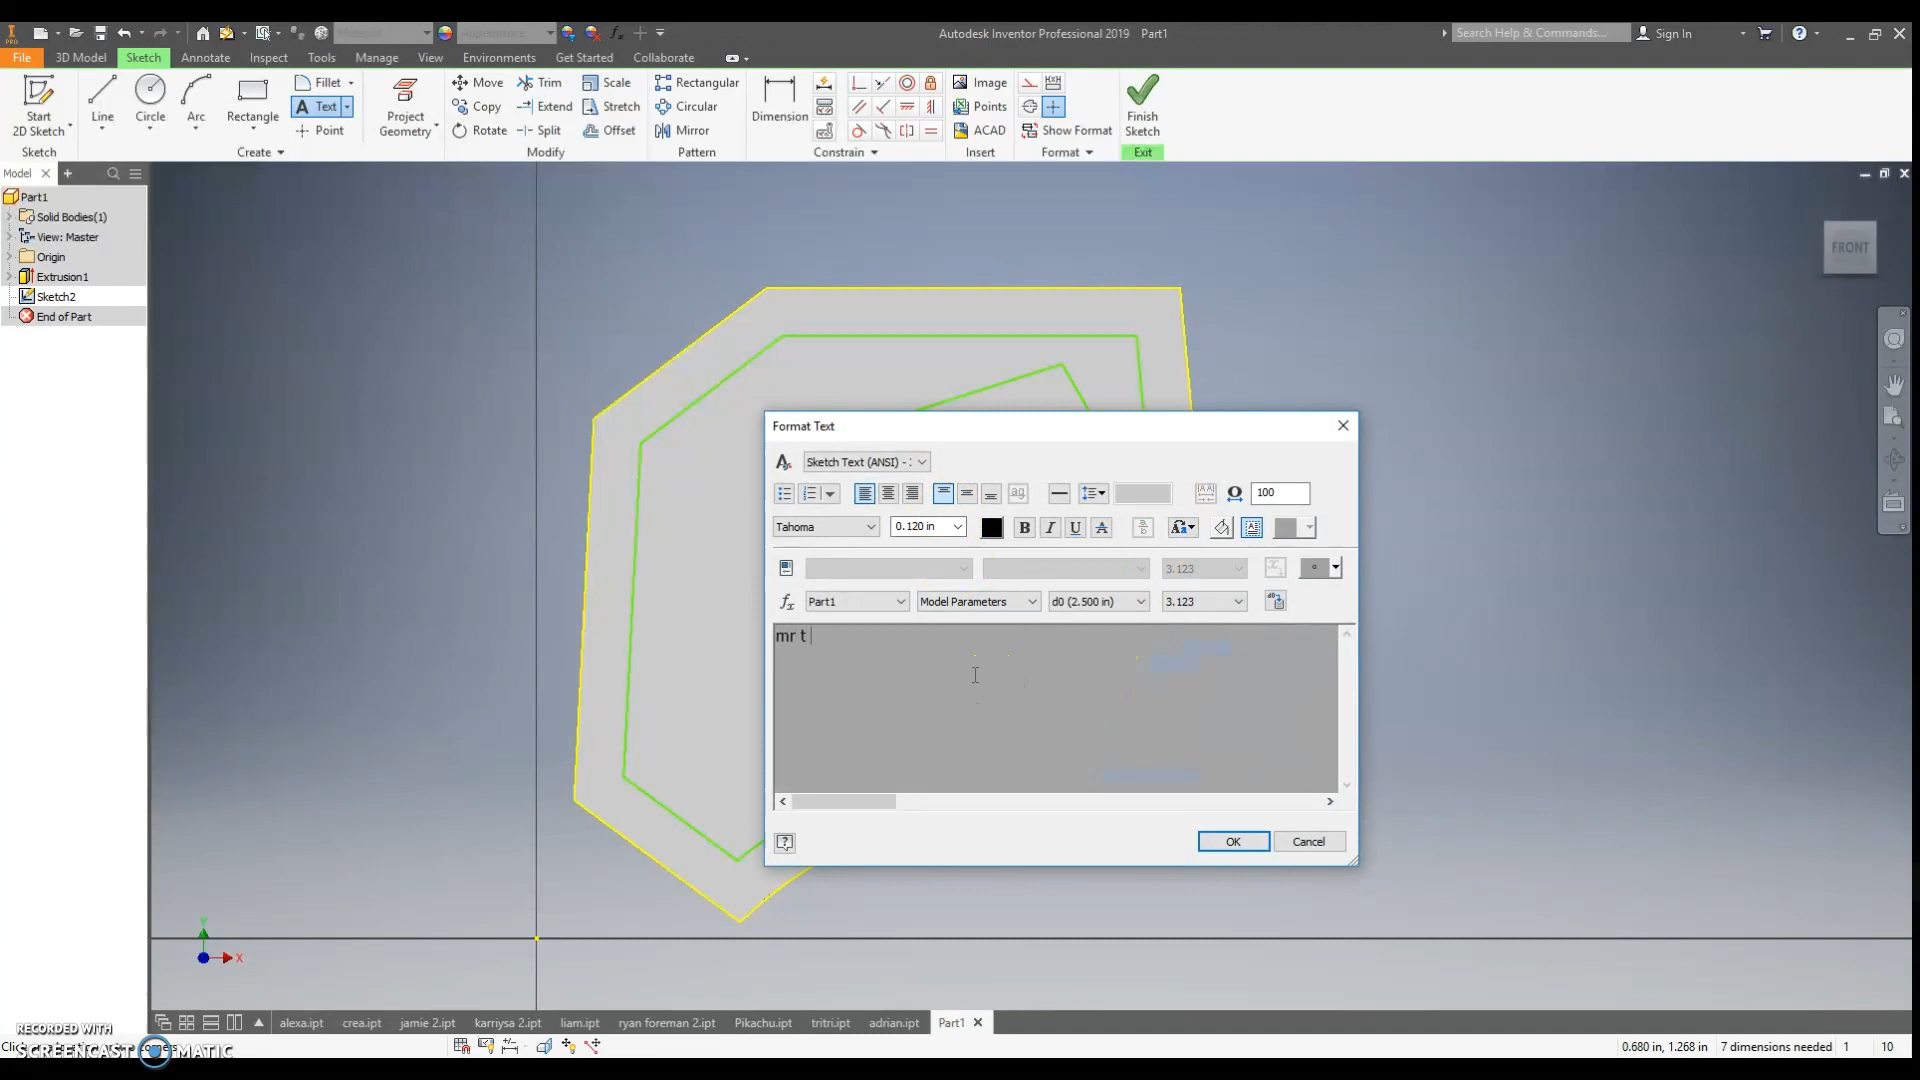 Material
Appearance
Autodesk Inventor Professional 2019 Part1
Search Help & Commands...
Sign In
File
3D Model
Sketch
Annotate
Inspect
Tools
Manage
View
Environments
Get Started
Collaborate
Start
2D Sketch
Line
Circle
Arc
Rectangle
Fillet
A Text
Point
Project
Geometry
Move
Copy
Rotate
Trim
Extend
Split
Scale
Stretch
Offset
Rectangular
Circular
Mirror
Dimension
Image
Points
ACAD
Show Format
Finish
Sketch
Sketch
Create
Modify
Pattern
Constrain
Insert
Format
Exit
Model
Part1
Solid Bodies(1)
View: Master
Origin
Extrusion1
Sketch2
End of Part
FRONT
Format Text
Sketch Text (ANSI) -
100
Tahoma
0.120 in
B I U A
3.123
fx Part1
Model Parameters
d0 (2.500 in)
3.123
mr t
OK
Cancel
Y
X
alexa.ipt
crea.ipt
jamie 2.ipt
karriysa 2.ipt
liam.ipt
ryan foreman 2.ipt
Pikachu.ipt
tritri.ipt
adrian.ipt
Part1
RECORDED WITH
SCREENCAST MATIC
0.680 in, 1.268 in
7 dimensions needed
1
10